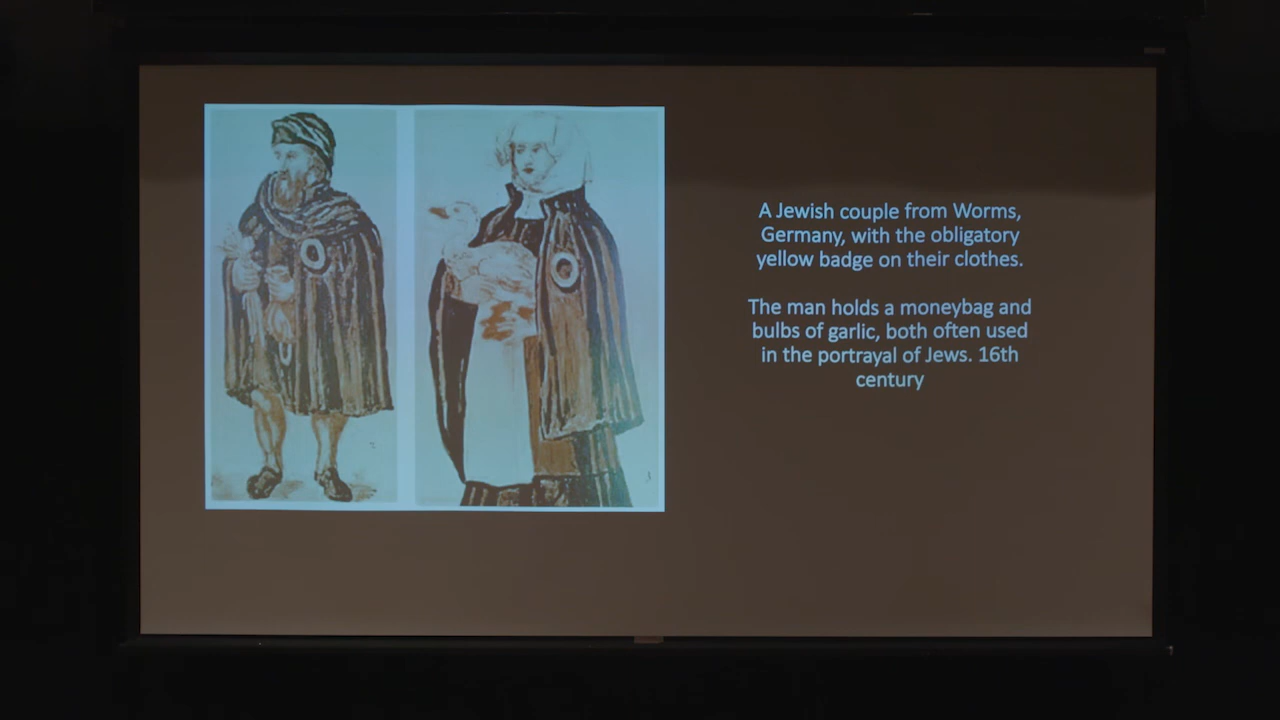 A Jewish couple from Worms,
Germany, with the obligatory
yellow badge on their clothes.
The man holds a moneybag and
bulbs of garlic, both often used
in the portrayal of Jews. 16th
century